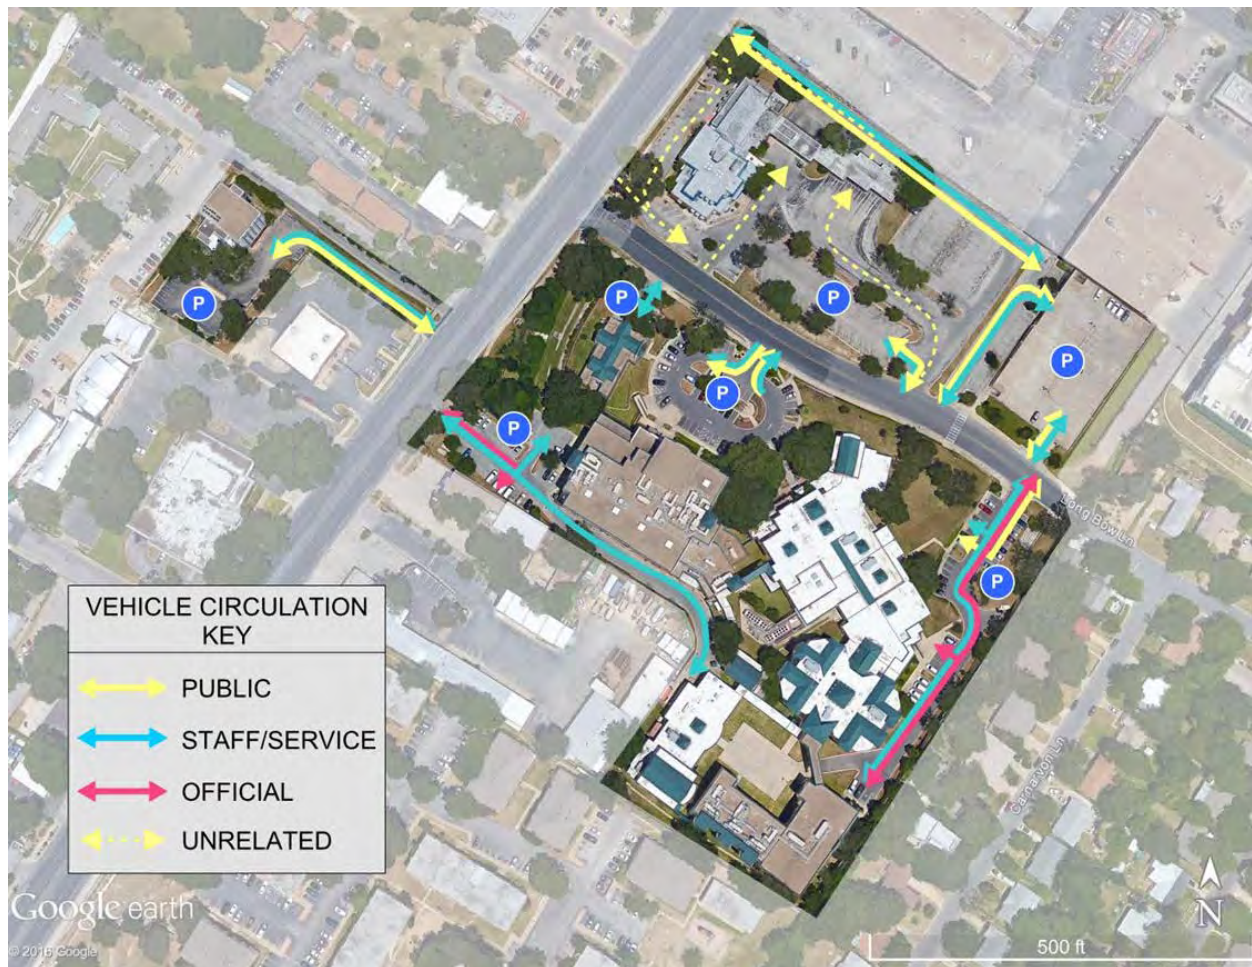 P
P
P
P
P
P
P
Long Bow Ln
Carnarvon Ln
VEHICLE CIRCULATION
KEY
PUBLIC
STAFF/SERVICE
OFFICIAL
UNRELATED
Google earth
© 2016 Google
N
500 ft